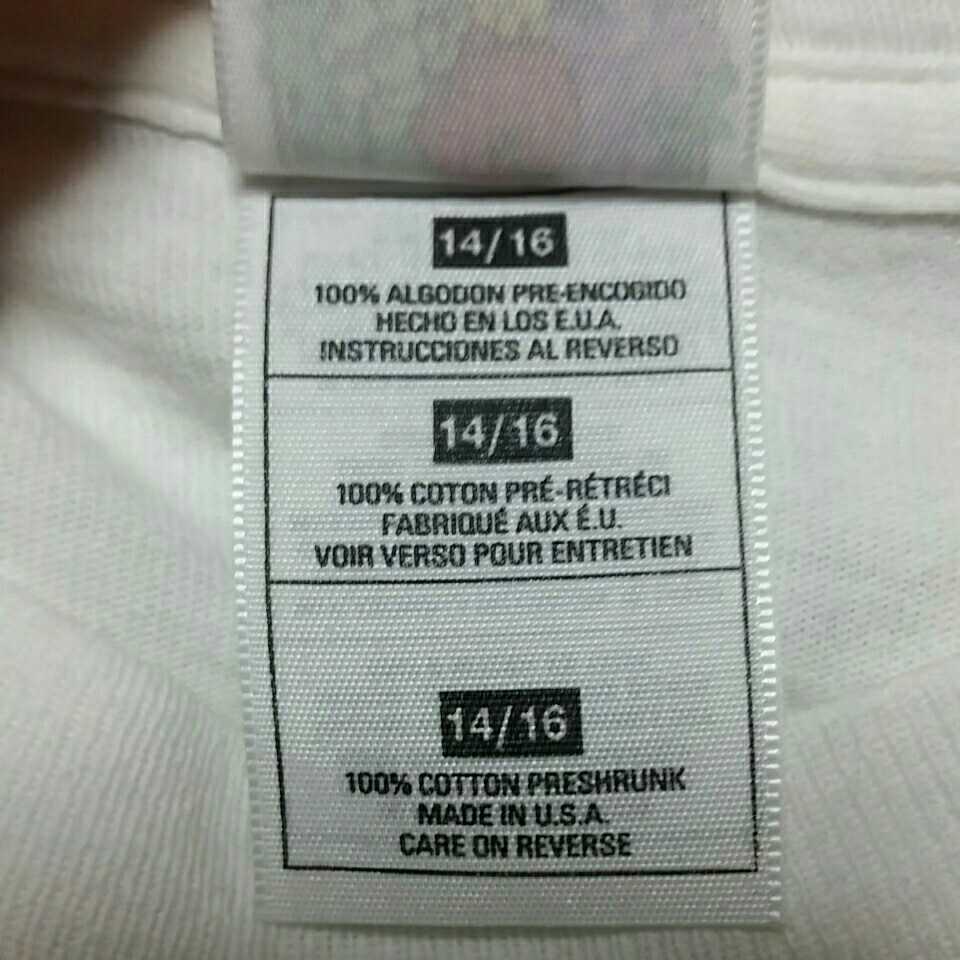 14/16
100% ALGODON PRE-ENCOGIDO
HECHO EN LOS E.U.A.
INSTRUCCIONES AL REVERSO
14/16
100% COTON PRÉ-RÉTRÉCI
FABRIQUÉ AUX É.U.
VOIR VERSO POUR ENTRETIEN
14/16
100% COTTON PRESHRUNK
MADE IN U.S.A.
CARE ON REVERSE